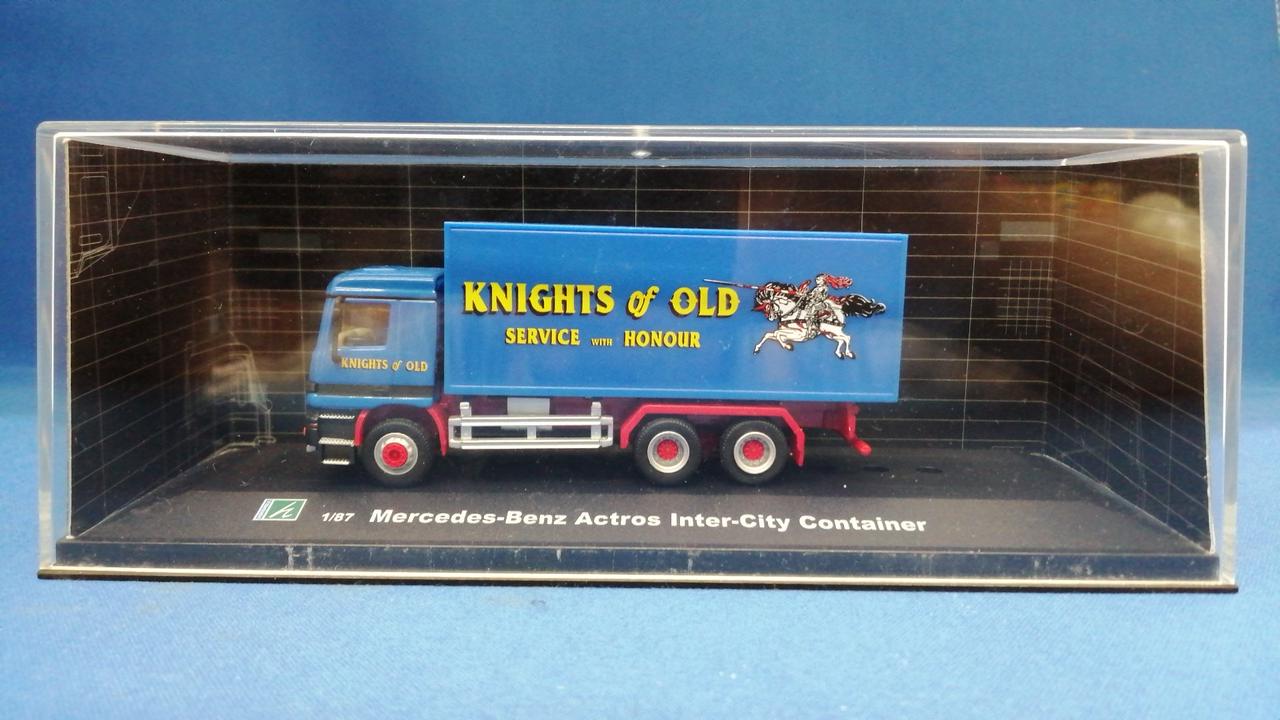 KNIGHTS of OLD
SERVICE WITH HONOUR
KNIGHTS of OLD
h 1/87 Mercedes-Benz Actros Inter-City Container